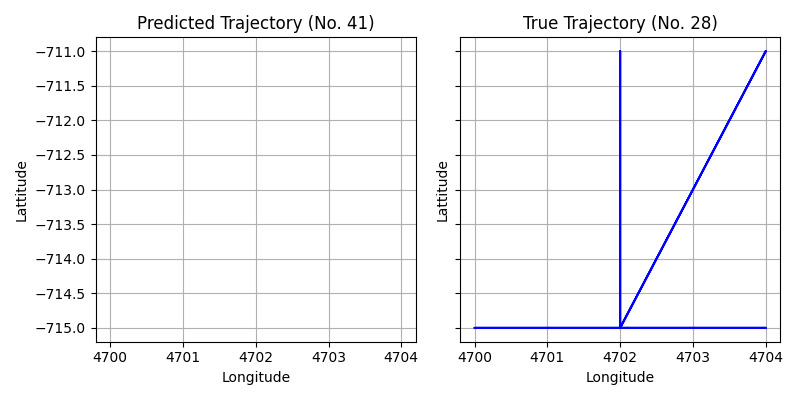 Predicted Trajectory (No. 41)
−711.0
−711.5
−712.0
−712.5
−713.0
−713.5
−714.0
−714.5
−715.0
Lattitude
4700 4701 4702 4703 4704
Longitude
True Trajectory (No. 28)
Lattitude
4700 4701 4702 4703 4704
Longitude